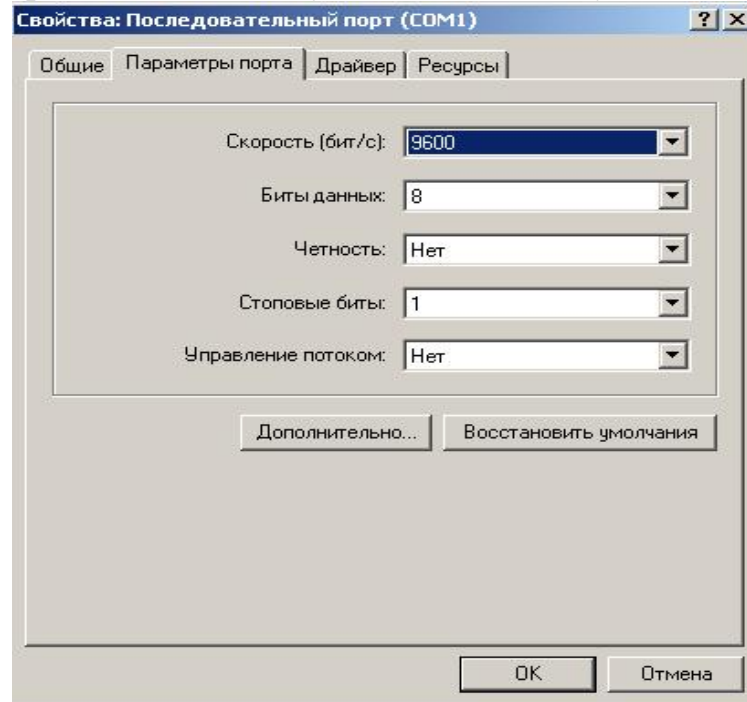 Свойства: Последовательный порт (COM1)
Общие Параметры порта Драйвер Ресурсы
Скорость (бит/с): 9600
Биты данных: 8
Четность: Нет
Стоповые биты: 1
Управление потоком: Нет
Дополнительно... Восстановить умолчания
OK Отмена